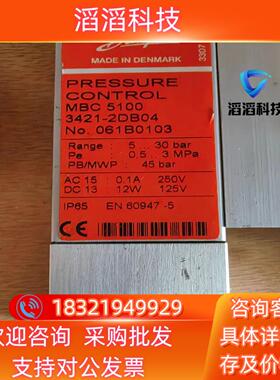 滔滔科技
MADE IN DENMARK
3307
滔滔科技
PRESSURE
CONTROL
MBC 5100
3421-2DB04
No. 061B0103
Range : 5 ... 30 bar
Pe : 0.5 ... 3 MPa
PB/MWP : 45 bar
AC 15 : 0.1A 250V
DC 13 : 12W 125V
IP65 EN 60947 -5
咨询客服
18321949929
欢迎咨询 采购批发
支持对公发票
具体详情
存及价